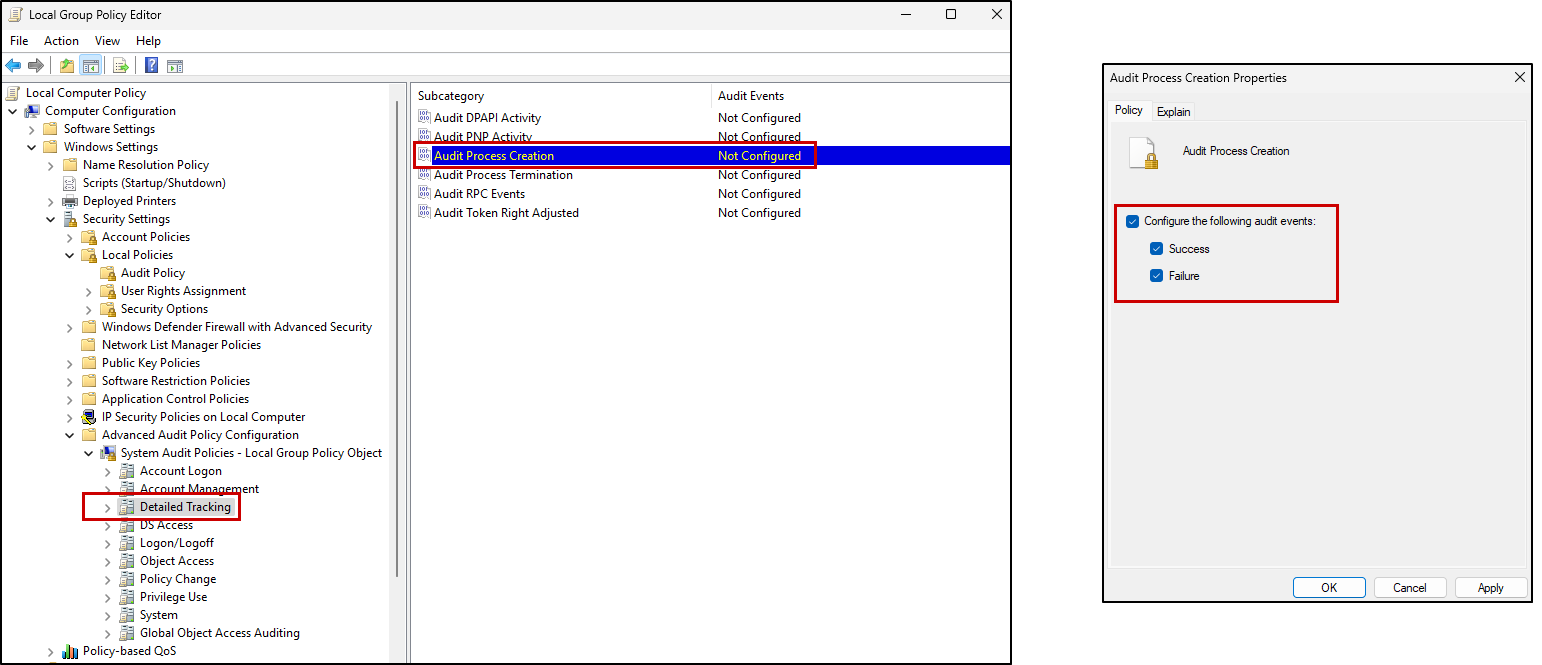 Local Group Policy Editor
File Action View Help
Local Computer Policy
Computer Configuration
Software Settings
Windows Settings
Name Resolution Policy
Scripts (Startup/Shutdown)
Deployed Printers
Security Settings
Account Policies
Local Policies
Audit Policy
User Rights Assignment
Security Options
Windows Defender Firewall with Advanced Security
Network List Manager Policies
Public Key Policies
Software Restriction Policies
Application Control Policies
IP Security Policies on Local Computer
Advanced Audit Policy Configuration
System Audit Policies - Local Group Policy Object
Account Logon
Account Management
Detailed Tracking
DS Access
Logon/Logoff
Object Access
Policy Change
Privilege Use
System
Global Object Access Auditing
Policy-based QoS
Subcategory Audit Events
Audit DPAPI Activity Not Configured
Audit PNP Activity Not Configured
Audit Process Creation Not Configured
Audit Process Termination Not Configured
Audit RPC Events Not Configured
Audit Token Right Adjusted Not Configured
Audit Process Creation Properties
Policy Explain
Audit Process Creation
Configure the following audit events:
Success
Failure
OK Cancel Apply